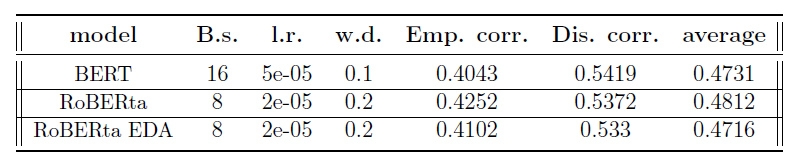 model B.s. l.r. w.d. Emp. corr. Dis. corr. average
BERT 16 5e-05 0.1 0.4043 0.5419 0.4731
RoBERta 8 2e-05 0.2 0.4252 0.5372 0.4812
RoBERta EDA 8 2e-05 0.2 0.4102 0.533 0.4716